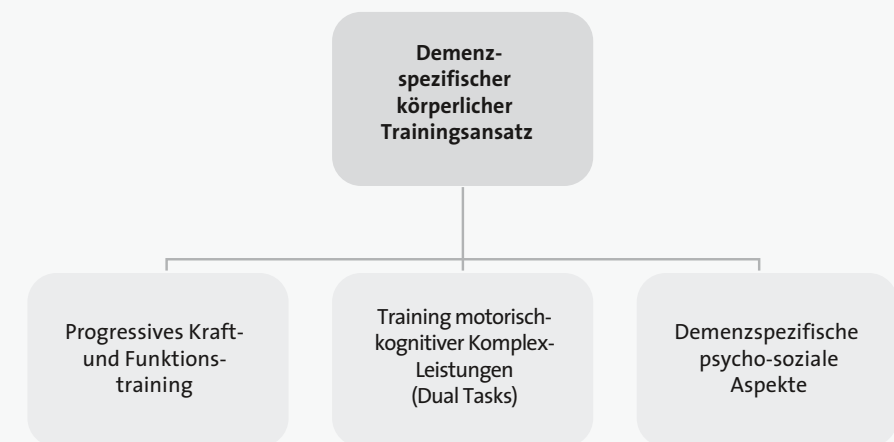 Demenz-
spezifischer
körperlicher
Trainingsansatz
Progressives Kraft-
und Funktions-
training
Training motorisch-
kognitiver Komplex-
Leistungen
(Dual Tasks)
Demenzspezifische
psycho-soziale
Aspekte